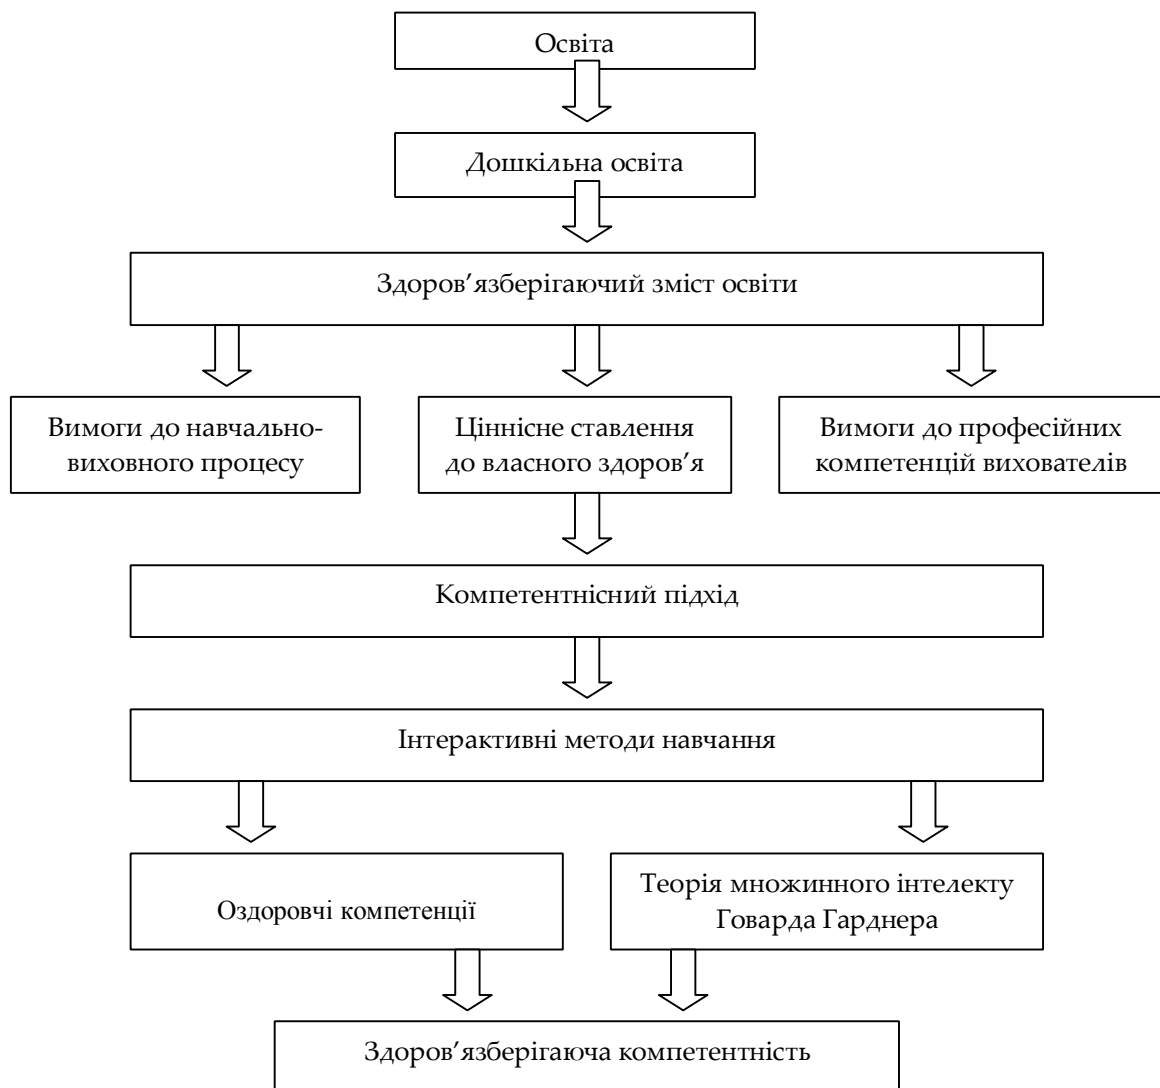 Освіта
Дошкільна освіта
Здоров’язберігаючий зміст освіти
Вимоги до навчально-
виховного процесу
Ціннісне ставлення
до власного здоров’я
Вимоги до професійних
компетенцій вихователів
Компетентнісний підхід
Інтерактивні методи навчання
Оздоровчі компетенції
Теорія множинного інтелекту
Говарда Гарднера
Здоров’язберігаюча компетентність